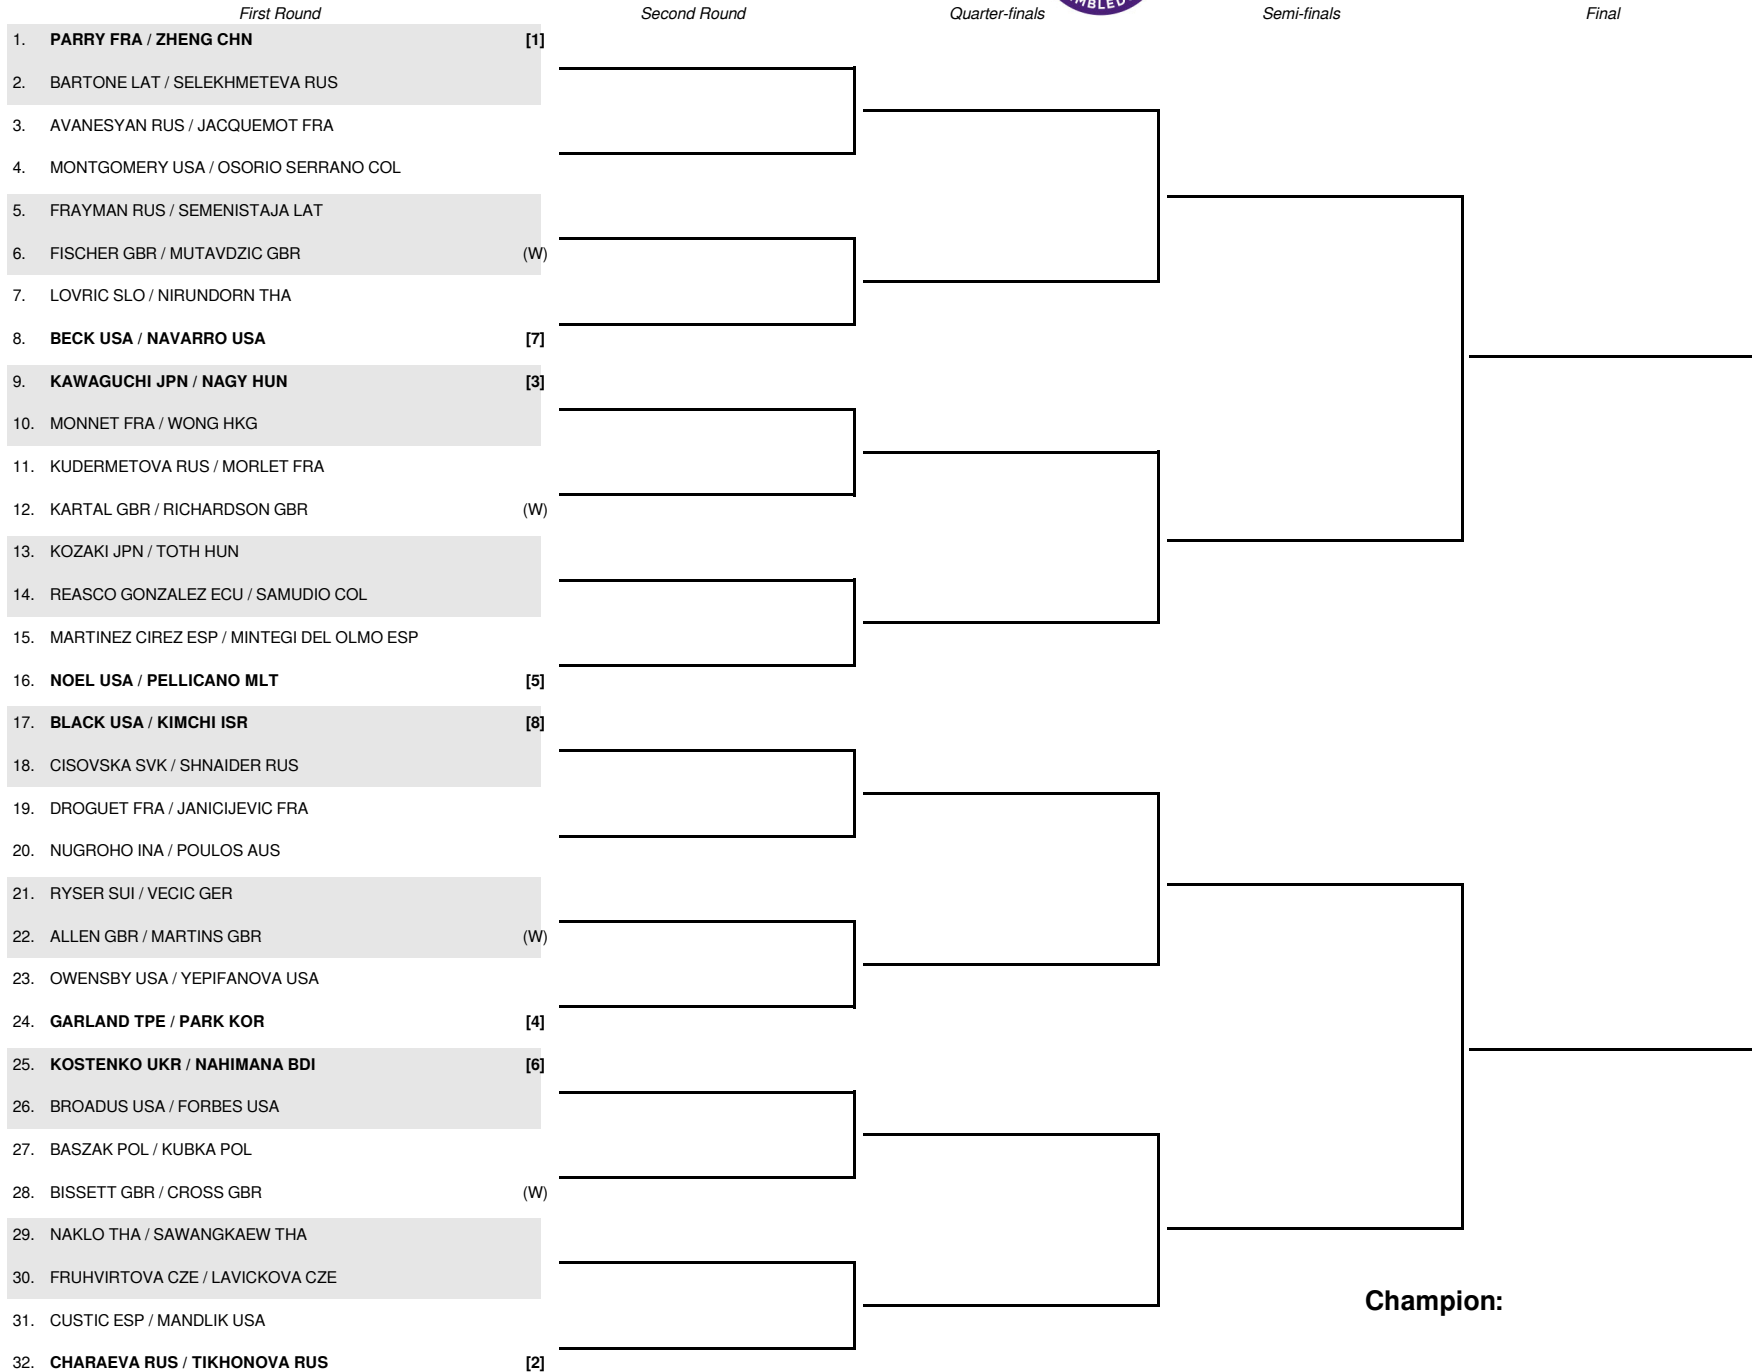 First Round Second Round Quarter-finals Semi-finals Final
1. PARRY FRA / ZHENG CHN [1]
2. BARTONE LAT / SELEKHMETEVA RUS
3. AVANESYAN RUS / JACQUEMOT FRA
4. MONTGOMERY USA / OSORIO SERRANO COL
5. FRAYMAN RUS / SEMENISTAJA LAT
6. FISCHER GBR / MUTAVDZIC GBR (W)
7. LOVRIC SLO / NIRUNDORN THA
8. BECK USA / NAVARRO USA [7]
9. KAWAGUCHI JPN / NAGY HUN [3]
10. MONNET FRA / WONG HKG
11. KUDERMETOVA RUS / MORLET FRA
12. KARTAL GBR / RICHARDSON GBR (W)
13. KOZAKI JPN / TOTH HUN
14. REASCO GONZALEZ ECU / SAMUDIO COL
15. MARTINEZ CIREZ ESP / MINTEGI DEL OLMO ESP
16. NOEL USA / PELLICANO MLT [5]
17. BLACK USA / KIMCHI ISR [8]
18. CISOVSKA SVK / SHNAIDER RUS
19. DROGUET FRA / JANICIJEVIC FRA
20. NUGROHO INA / POULOS AUS
21. RYSER SUI / VECIC GER
22. ALLEN GBR / MARTINS GBR (W)
23. OWENSBY USA / YEPIFANOVA USA
24. GARLAND TPE / PARK KOR [4]
25. KOSTENKO UKR / NAHIMANA BDI [6]
26. BROADUS USA / FORBES USA
27. BASZAK POL / KUBKA POL
28. BISSETT GBR / CROSS GBR (W)
29. NAKLO THA / SAWANGKAEW THA
30. FRUHVIRTOVA CZE / LAVICKOVA CZE
Champion:
31. CUSTIC ESP / MANDLIK USA
32. CHARAEVA RUS / TIKHONOVA RUS [2]